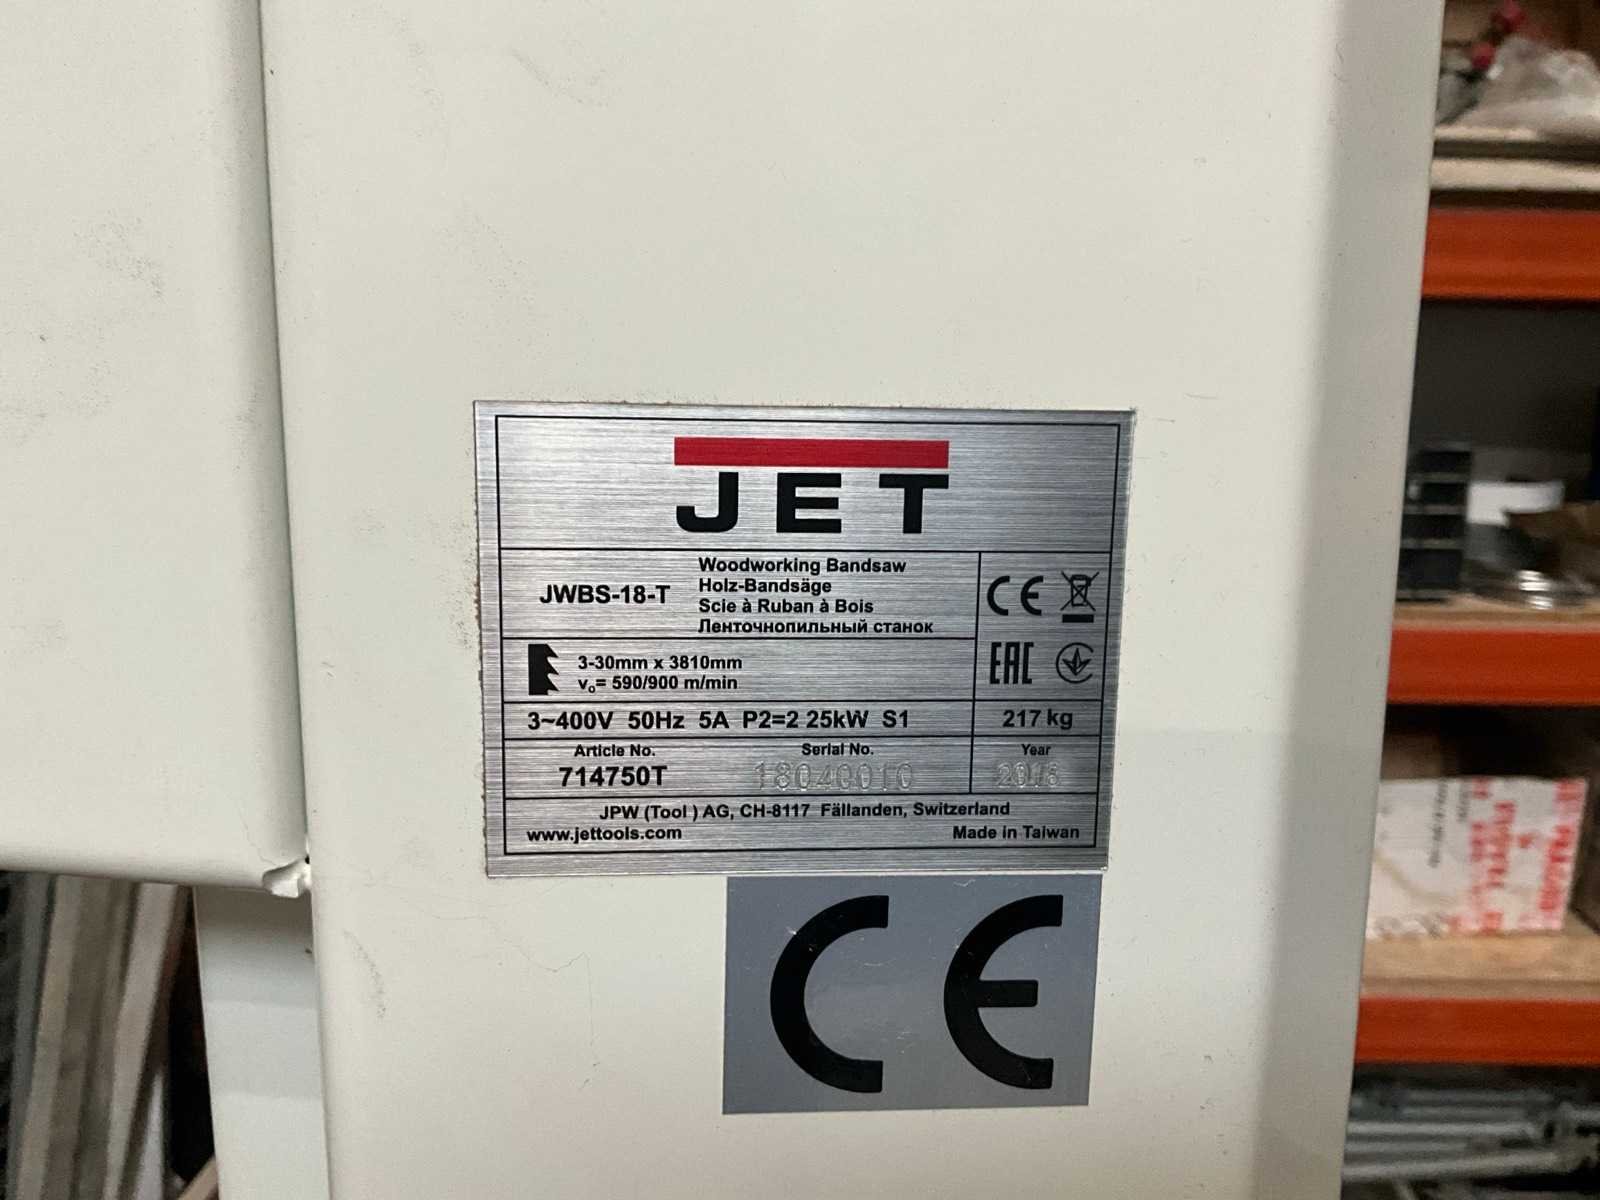 JET
JWBS-18-T
Woodworking Bandsaw
Holz-Bandsäge
Scie à Ruban à Bois
Ленточнопильный станок
CE
EAC
3-30mm x 3810mm
vo= 590/900 m/min
3~400V 50Hz 5A P2=2 25kW S1
217 kg
Article No. Serial No. Year
714750T 18040010
JPW (Tool ) AG, CH-8117 Fällanden, Switzerland
www.jettools.com Made in Taiwan
CE